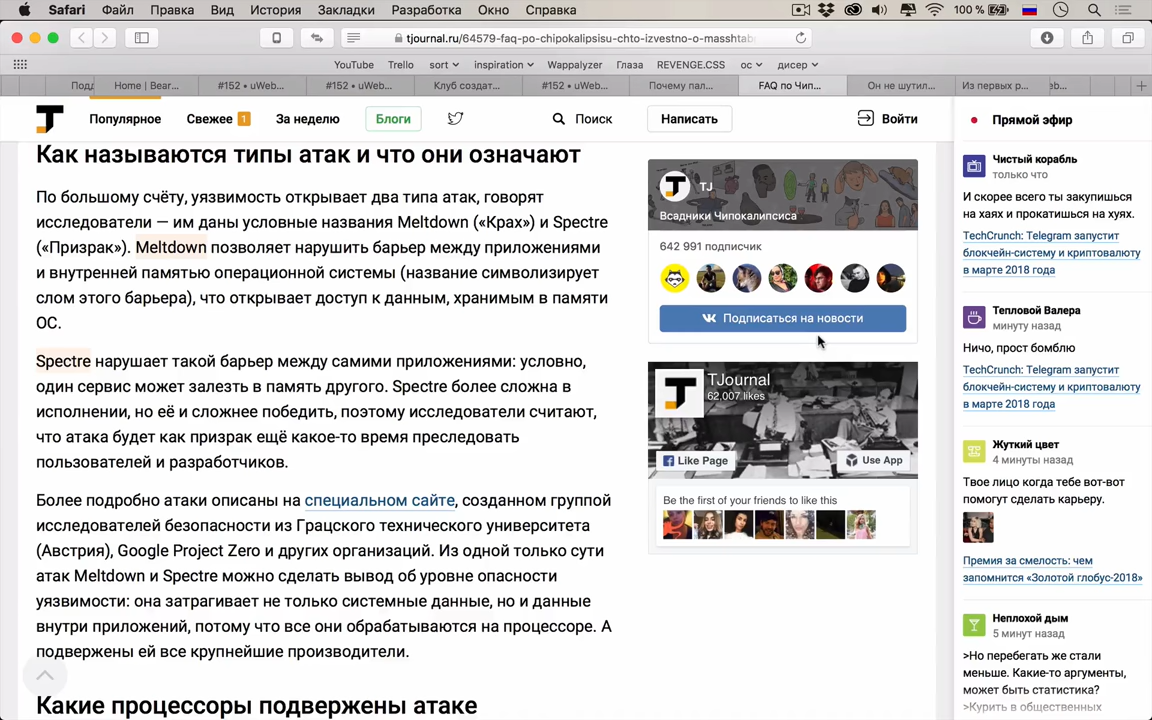 Safari Файл Правка Вид История Закладки Разработка Окно Справка 100 %
tjournal.ru/64579-faq-po-chipokalipsisu-chto-izvestno-o-masshtab
YouTube Trello sort inspiration Wappalyzer Глаза REVENGE.CSS ос дисер
Подд Home | Bear... #152 • uWeb... #152 • uWeb... Клуб создат... #152 • uWeb... Почему пал... FAQ по Чип... Он не шутил... Из первых р... eb...
Популярное Свежее 1 За неделю Блоги Поиск Написать Войти
Как называются типы атак и что они означают
По большому счёту, уязвимость открывает два типа атак, говорят
исследователи — им даны условные названия Meltdown («Крах») и Spectre
(«Призрак»). Meltdown позволяет нарушить барьер между приложениями
и внутренней памятью операционной системы (название символизирует
слом этого барьера), что открывает доступ к данным, хранимым в памяти
ОС.
Spectre нарушает такой барьер между самими приложениями: условно,
один сервис может залезть в память другого. Spectre более сложна в
исполнении, но её и сложнее победить, поэтому исследователи считают,
что атака будет как призрак ещё какое-то время преследовать
пользователей и разработчиков.
Более подробно атаки описаны на специальном сайте, созданном группой
исследователей безопасности из Грацского технического университета
(Австрия), Google Project Zero и других организаций. Из одной только сути
атак Meltdown и Spectre можно сделать вывод об уровне опасности
уязвимости: она затрагивает не только системные данные, но и данные
внутри приложений, потому что все они обрабатываются на процессоре. А
подвержены ей все крупнейшие производители.
Какие процессоры подвержены атаке
TJ
Всадники Чипокалипсиса
642 991 подписчик
Подписаться на новости
TJournal
62,007 likes
Like Page Use App
Be the first of your friends to like this
Прямой эфир
Чистый корабль
только что
И скорее всего ты закупишься
на хаях и прокатишься на хуях.
TechCrunch: Telegram запустит
блокчейн-систему и криптовалюту
в марте 2018 года
Тепловой Валера
минуту назад
Ничо, прост бомблю
TechCrunch: Telegram запустит
блокчейн-систему и криптовалюту
в марте 2018 года
Жуткий цвет
4 минуты назад
Твое лицо когда тебе вот-вот
помогут сделать карьеру.
Премия за смелость: чем
запомнится «Золотой глобус-2018»
Неплохой дым
5 минут назад
>Но перебегать же стали
меньше. Какие-то аргументы,
может быть статистика?
>Курить в общественных